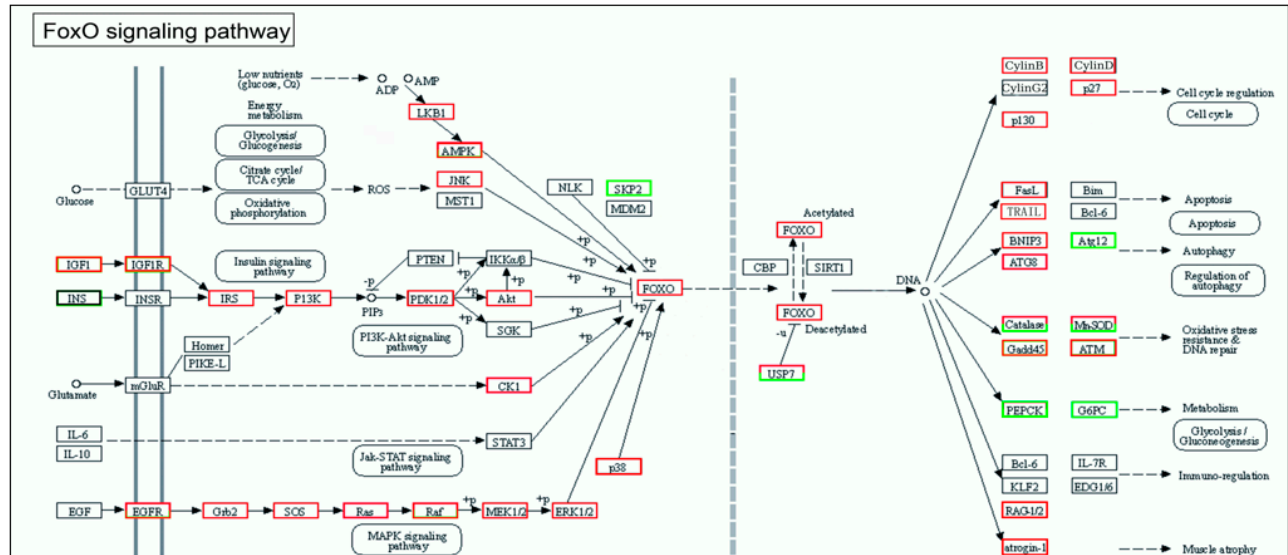 FoxO signaling pathway
Low nutrients
(glucose, O2)
ADP
AMP
LKB1
Energy
metabolism
Glycolysis/
Glucogenesis
AMPK
Citrate cycle/
TCA cycle
Oxidative
phosphorylation
Glucose
GLUT4
ROS
JNK
MST1
NLK
SKP2
MDM2
+p
+p
+p
IGF1
IGF1R
Insulin signaling
pathway
PTEN
IKKα/β
INS
INSR
IRS
P13K
-p
PIP3
PDK1/2
+p
+p
+p
Akt
SGK
+p
+p
+p
+p
FOXO
PI3K-Akt signaling
pathway
Homer
PIKE-L
Glutamate
mGluR
CK1
+p
IL-6
IL-10
STAT3
Jak-STAT signaling
pathway
p38
EGF
EGFR
Grb2
SOS
Ras
Raf
+p
MEK1/2
+p
ERK1/2
MAPK signaling
pathway
Acetylated
FOXO
CBP
SIRT1
FOXO
Deacetylated
-u
USP7
DNA
CylinB
CylinD
CylinG2
p27
Cell cycle regulation
Cell cycle
p130
FasL
Bim
Apoptosis
TRAIL
Bcl-6
Apoptosis
BNIP3
Atg12
Autophagy
ATG8
Regulation of
autophagy
Catalase
Mn-SOD
Oxidative stress
resistance &
DNA repair
Gadd45
ATM
PEPCK
G6PC
Metabolism
Glycolysis /
Gluconeogenesis
Bcl-6
IL-7R
Immuno-regulation
KLF2
EDG1/6
RAG-1/2
atrogin-1
Muscle atrophy